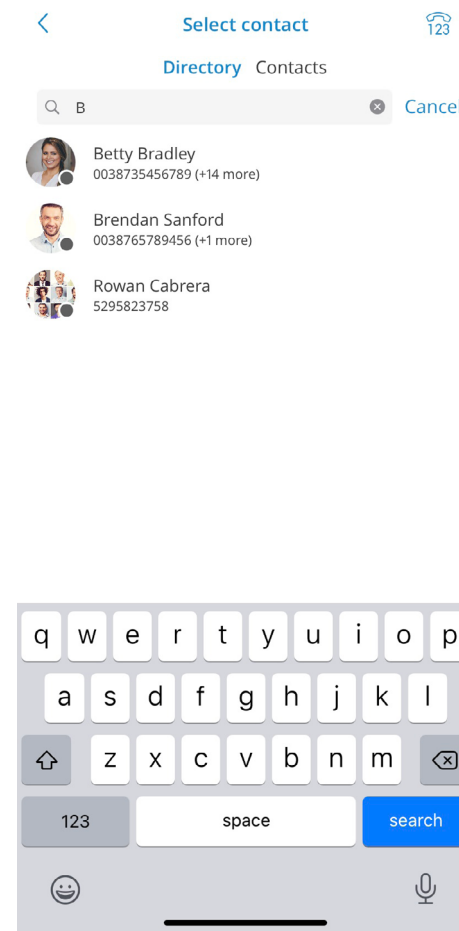 Select contact
123
Directory Contacts
B
Cancel
Betty Bradley
0038735456789 (+14 more)
Brendan Sanford
0038765789456 (+1 more)
Rowan Cabrera
5295823758
q w e r t y u i o p
a s d f g h j k l
z x c v b n m
123 space search